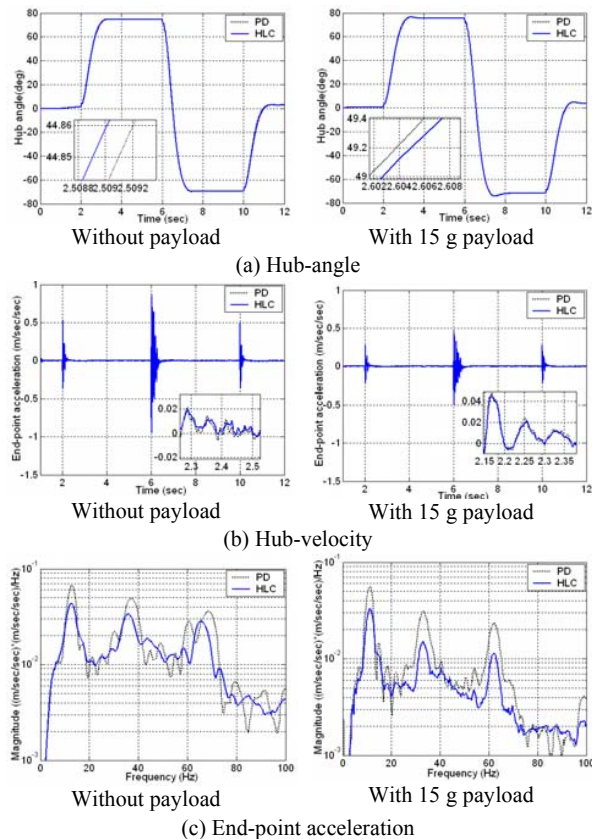 80
60
40
20
0
-20
-40
-60
-80
Hub angle(deg)
PD
HLC
44.86
44.85
2.5088 2.509 2.5092
0 2 4 6 8 10 12
Time (sec)
Without payload
80
60
40
20
0
-20
-40
-60
-80
Hub angle(deg)
PD
HLC
49.4
49.2
49
2.602 2.604 2.606 2.608
0 2 4 6 8 10 12
Time (sec)
With 15 g payload
(a) Hub-angle
1
0.5
0
-0.5
-1
-1.5
End-point acceleration (m/sec/sec)
PD
HLC
0.02
0
-0.02
2.3 2.4 2.5
2 4 6 8 10 12
Time (sec)
Without payload
1
0.5
0
-0.5
-1
-1.5
End-point acceleration (m/sec/sec)
PD
HLC
0.04
0.02
0
2.15 2.2 2.25 2.3 2.35
0 2 4 6 8 10 12
Time (sec)
With 15 g payload
(b) Hub-velocity
10-1
10-2
10-3
Magnitude ((m/sec/sec)*(m/sec/sec)/Hz)
PD
HLC
0 20 40 60 80 100
Frequency (Hz)
Without payload
10-1
10-2
10-3
Magnitude ((m/sec/sec)*(m/sec/sec)/Hz)
PD
HLC
0 20 40 60 80 100
Frequency (Hz)
With 15 g payload
(c) End-point acceleration